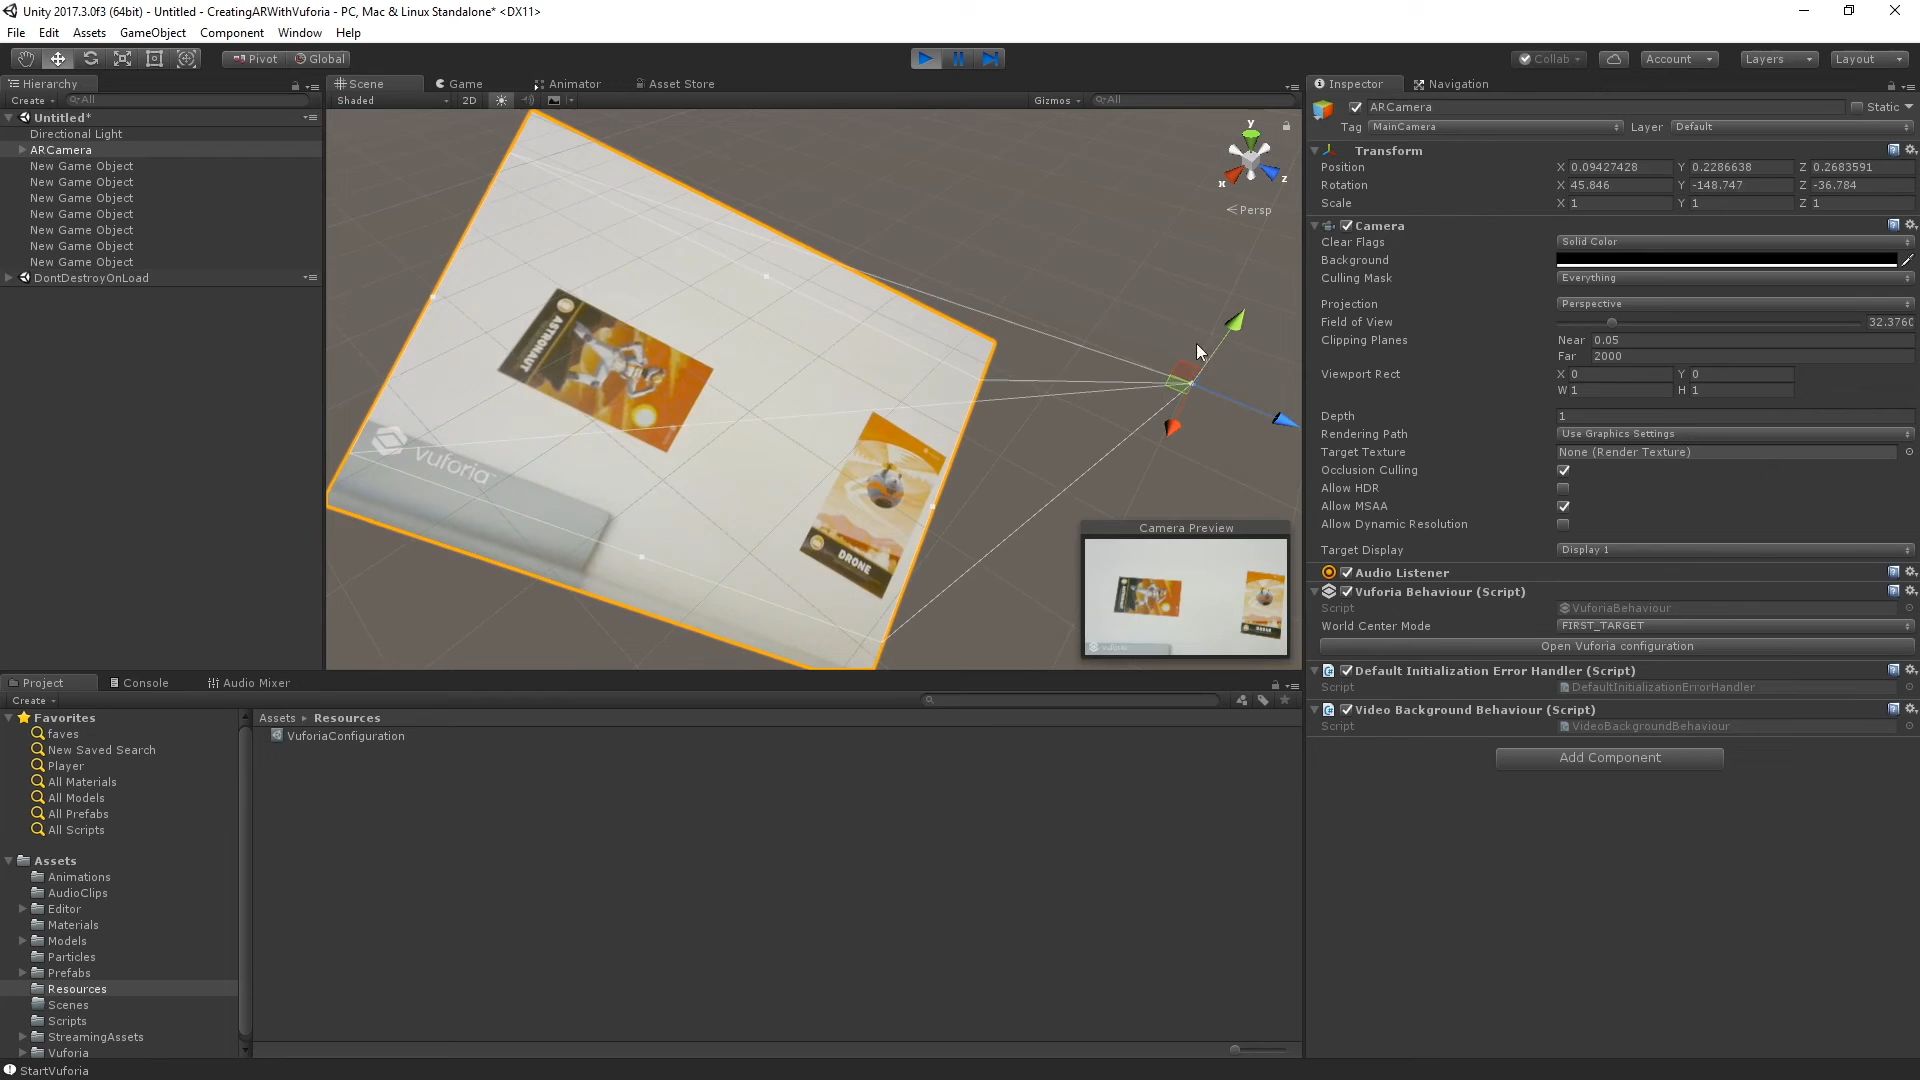 Unity 2017.3.0f3 (64bit) - Untitled - CreatingARWithVuforia - PC, Mac & Linux Standalone* <DX11>
File Edit Assets GameObject Component Window Help
Pivot Global Collab Account Layers Layout
Hierarchy
Create All
Untitled*
Directional Light
ARCamera
New Game Object
New Game Object
New Game Object
New Game Object
New Game Object
New Game Object
New Game Object
DontDestroyOnLoad
Scene Game Animator Asset Store
Shaded 2D Gizmos All
y
x z
Persp
ASTRONAUT
vuforia™
DRONE
Camera Preview
Inspector Navigation
ARCamera Static
Tag MainCamera Layer Default
Transform
Position X 0.09427428 Y 0.2286638 Z 0.2683591
Rotation X 45.846 Y -148.747 Z -36.784
Scale X 1 Y 1 Z 1
Camera
Clear Flags Solid Color
Background
Culling Mask Everything
Projection Perspective
Field of View 32.3760
Clipping Planes Near 0.05
Far 2000
Viewport Rect X 0 Y 0
W 1 H 1
Depth 1
Rendering Path Use Graphics Settings
Target Texture None (Render Texture)
Occlusion Culling
Allow HDR
Allow MSAA
Allow Dynamic Resolution
Target Display Display 1
Audio Listener
Vuforia Behaviour (Script)
Script VuforiaBehaviour
World Center Mode FIRST_TARGET
Open Vuforia configuration
Default Initialization Error Handler (Script)
Script DefaultInitializationErrorHandler
Video Background Behaviour (Script)
Script VideoBackgroundBehaviour
Add Component
Project Console Audio Mixer
Create
Favorites
faves
New Saved Search
Player
All Materials
All Models
All Prefabs
All Scripts
Assets
Animations
AudioClips
Editor
Materials
Models
Particles
Prefabs
Resources
Scenes
Scripts
StreamingAssets
Vuforia
Assets Resources
VuforiaConfiguration
StartVuforia